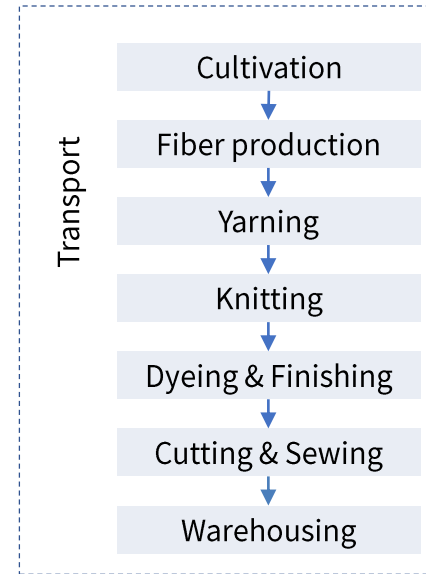 Transport
Cultivation
Fiber production
Yarning
Knitting
Dyeing & Finishing
Cutting & Sewing
Warehousing